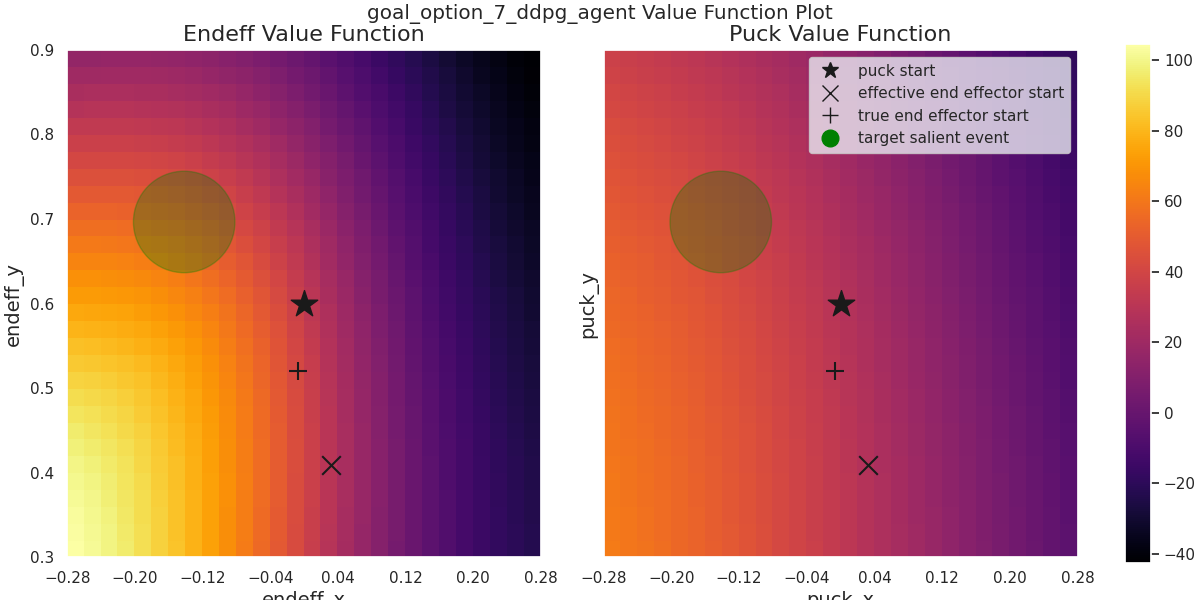 goal_option_7_ddpg_agent Value Function Plot
Endeff Value Function
0.9
0.8
0.7
0.6
0.5
0.4
0.3
endeff_y
−0.28 −0.20 −0.12 −0.04 0.04 0.12 0.20 0.28
endeff_x
Puck Value Function
puck start
effective end effector start
true end effector start
target salient event
puck_y
−0.28 −0.20 −0.12 −0.04 0.04 0.12 0.20 0.28
puck_x
100
80
60
40
20
0
−20
−40